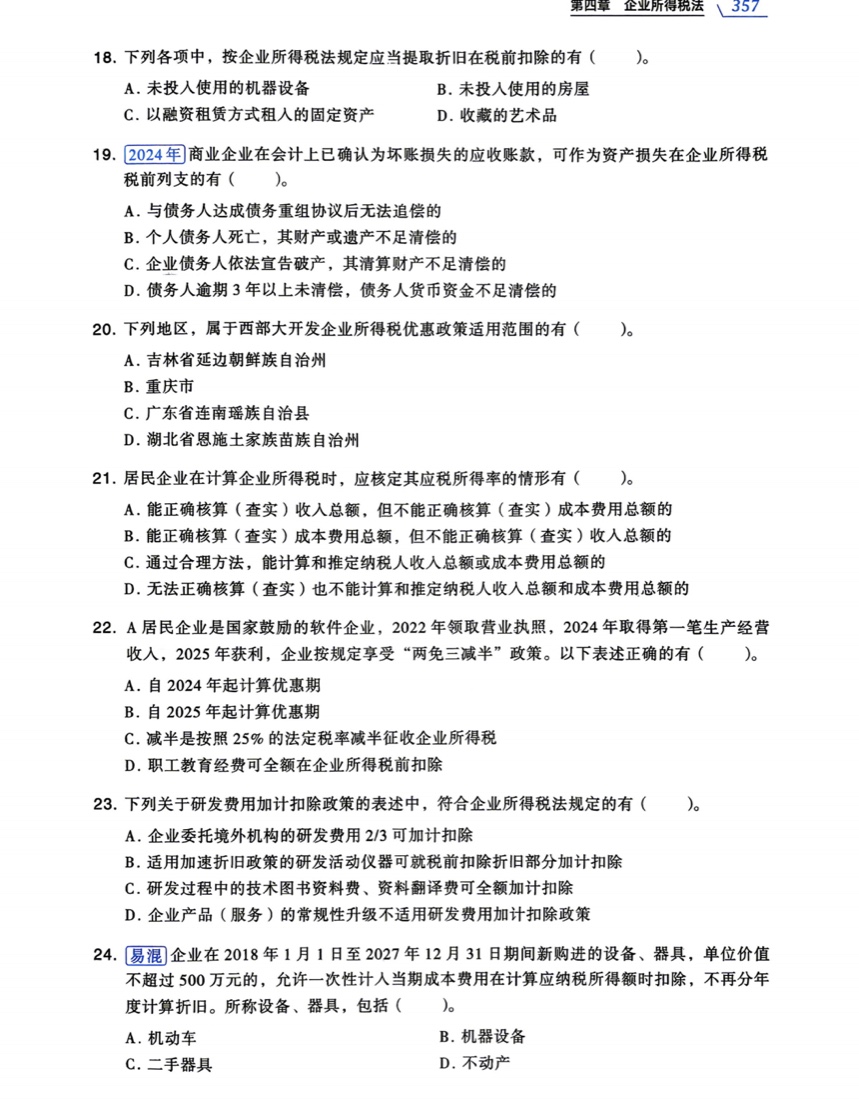 第四章 企业所得税法 357
18. 下列各项中，按企业所得税法规定应当提取折旧在税前扣除的有（ ）。
A. 未投入使用的机器设备 B. 未投入使用的房屋
C. 以融资租赁方式租入的固定资产 D. 收藏的艺术品
19. 2024年 商业企业在会计上已确认为坏账损失的应收账款，可作为资产损失在企业所得税
税前列支的有（ ）。
A. 与债务人达成债务重组协议后无法追偿的
B. 个人债务人死亡，其财产或遗产不足清偿的
C. 企业债务人依法宣告破产，其清算财产不足清偿的
D. 债务人逾期 3 年以上未清偿，债务人货币资金不足清偿的
20. 下列地区，属于西部大开发企业所得税优惠政策适用范围的有（ ）。
A. 吉林省延边朝鲜族自治州
B. 重庆市
C. 广东省连南瑶族自治县
D. 湖北省恩施土家族苗族自治州
21. 居民企业在计算企业所得税时，应核定其应税所得率的情形有（ ）。
A. 能正确核算（查实）收入总额，但不能正确核算（查实）成本费用总额的
B. 能正确核算（查实）成本费用总额，但不能正确核算（查实）收入总额的
C. 通过合理方法，能计算和推定纳税人收入总额或成本费用总额的
D. 无法正确核算（查实）也不能计算和推定纳税人收入总额和成本费用总额的
22. A 居民企业是国家鼓励的软件企业，2022 年领取营业执照，2024 年取得第一笔生产经营
收入，2025 年获利，企业按规定享受“两免三减半”政策。以下表述正确的有（ ）。
A. 自 2024 年起计算优惠期
B. 自 2025 年起计算优惠期
C. 减半是按照 25% 的法定税率减半征收企业所得税
D. 职工教育经费可全额在企业所得税前扣除
23. 下列关于研发费用加计扣除政策的表述中，符合企业所得税法规定的有（ ）。
A. 企业委托境外机构的研发费用 2/3 可加计扣除
B. 适用加速折旧政策的研发活动仪器可就税前扣除折旧部分加计扣除
C. 研发过程中的技术图书资料费、资料翻译费可全额加计扣除
D. 企业产品（服务）的常规性升级不适用研发费用加计扣除政策
24. 易混 企业在 2018 年 1 月 1 日至 2027 年 12 月 31 日期间新购进的设备、器具，单位价值
不超过 500 万元的，允许一次性计入当期成本费用在计算应纳税所得额时扣除，不再分年
度计算折旧。所称设备、器具，包括（ ）。
A. 机动车 B. 机器设备
C. 二手器具 D. 不动产